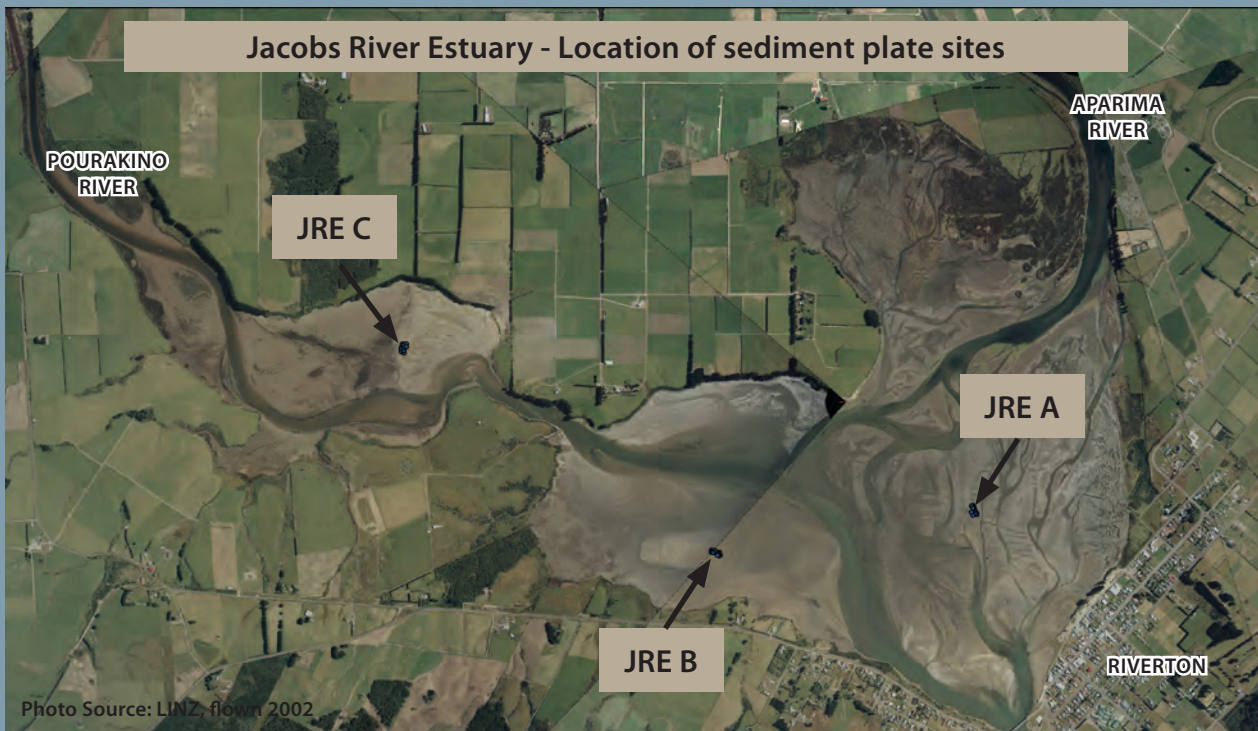 Jacobs River Estuary - Location of sediment plate sites
APARIMA
RIVER
POURAKINO
RIVER
JRE C
JRE A
JRE B
RIVERTON
Photo Source: LINZ, flown 2002